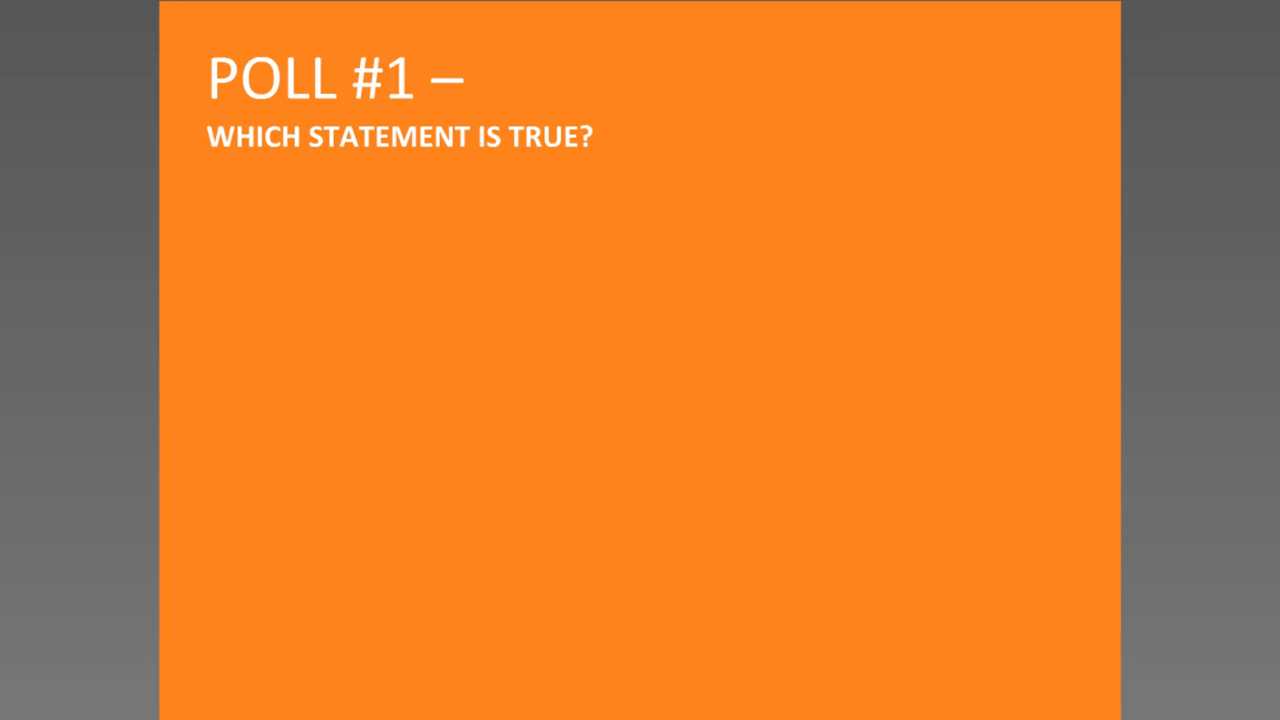 POLL #1 –
WHICH STATEMENT IS TRUE?